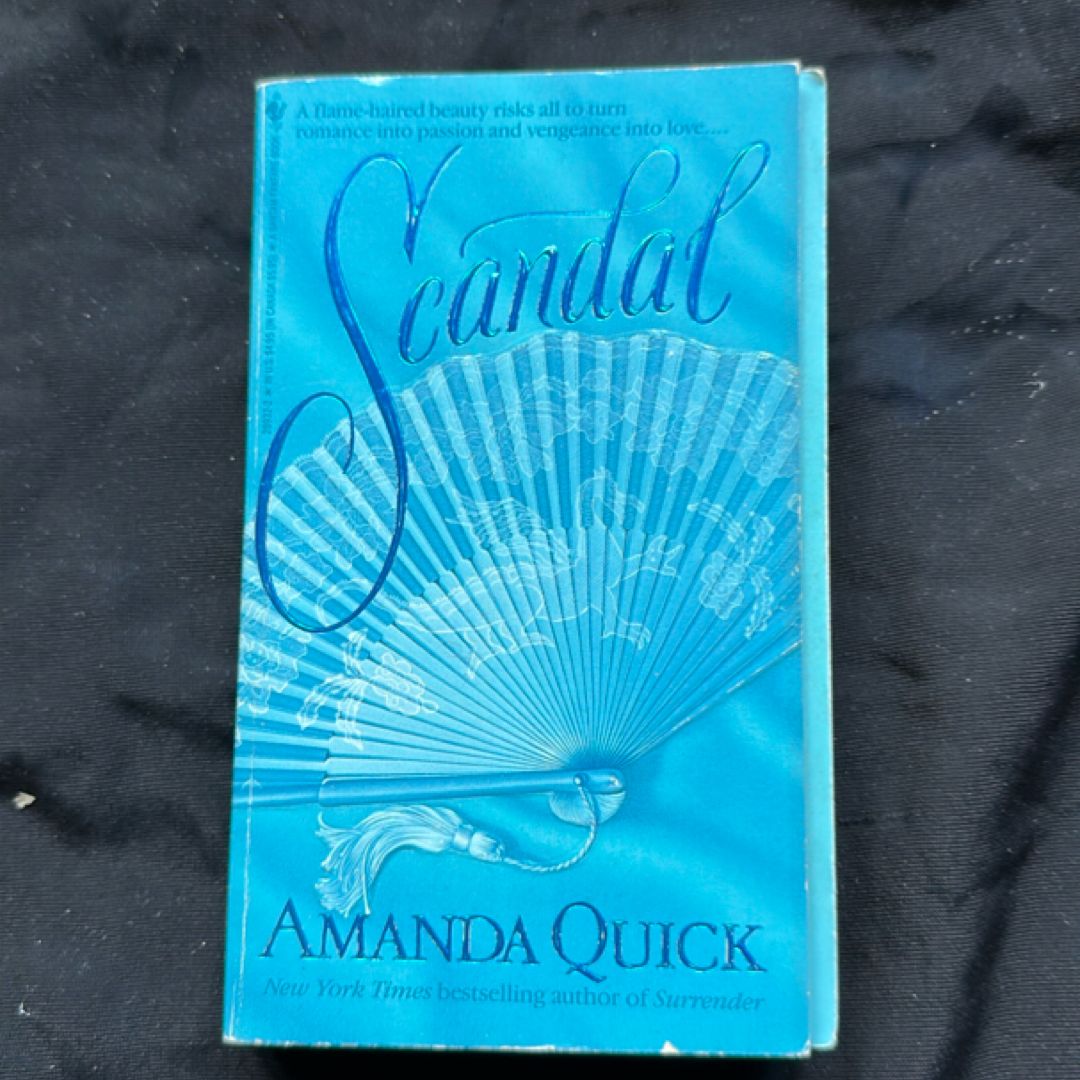 A flame-haired beauty risks all to turn
romance into passion and vengeance into love....
Scandal
AMANDA QUICK
New York Times bestselling author of Surrender